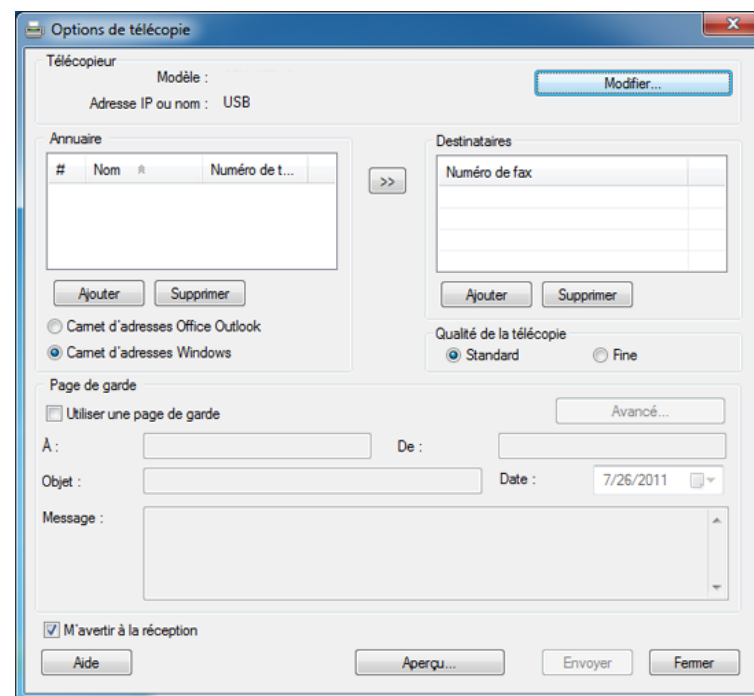 Options de télécopie
Télécopieur
Modèle :
Modifier...
Adresse IP ou nom : USB
Annuaire
# Nom Numéro de t...
Ajouter Supprimer
Carnet d'adresses Office Outlook
Carnet d'adresses Windows
>>
Destinataires
Numéro de fax
Ajouter Supprimer
Qualité de la télécopie
Standard Fine
Page de garde
Utiliser une page de garde
Avancé...
À : De :
Objet : Date : 7/26/2011
Message :
M'avertir à la réception
Aide Aperçu... Envoyer Fermer